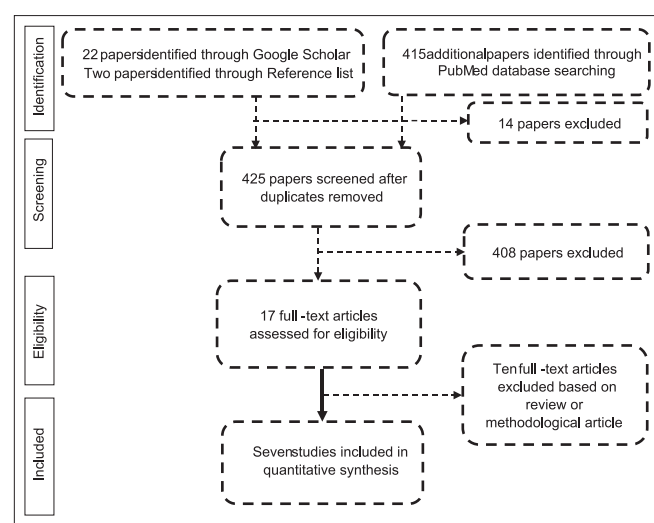 Identification
22 papersidentified through Google Scholar
Two papersidentified through Reference list
415additionalpapers identified through
PubMed database searching
14 papers excluded
Screening
425 papers screened after
duplicates removed
408 papers excluded
Eligibility
17 full-text articles
assessed for eligibility
Tenfull-text articles
excluded based on
review or
methodological article
Included
Sevenstudies included in
quantitative synthesis